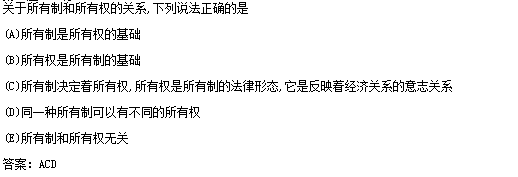 关于所有制和所有权的关系,下列说法正确的是
(A)所有制是所有权的基础
(B)所有权是所有制的基础
(C)所有制决定着所有权,所有权是所有制的法律形态,它是反映着经济关系的意志关系
(D)同一种所有制可以有不同的所有权
(E)所有制和所有权无关
答案: ACD